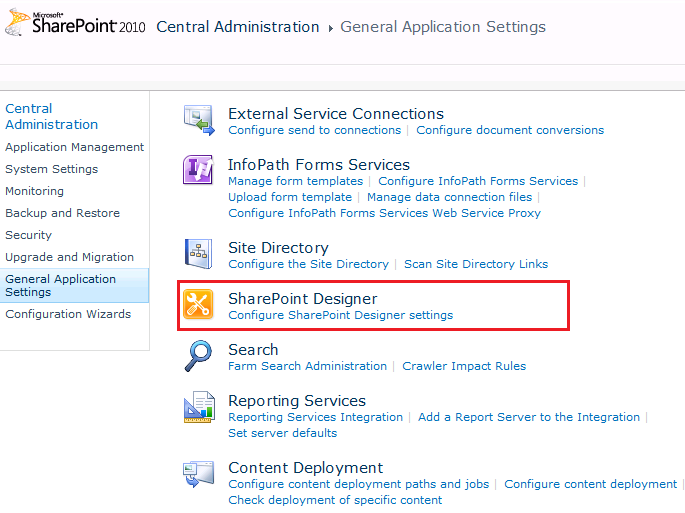 Microsoft
SharePoint 2010 Central Administration ▸ General Application Settings
Central
Administration
Application Management
System Settings
Monitoring
Backup and Restore
Security
Upgrade and Migration
General Application
Settings
Configuration Wizards
External Service Connections
Configure send to connections | Configure document conversions
InfoPath Forms Services
Manage form templates | Configure InfoPath Forms Services |
Upload form template | Manage data connection files |
Configure InfoPath Forms Services Web Service Proxy
Site Directory
Configure the Site Directory | Scan Site Directory Links
SharePoint Designer
Configure SharePoint Designer settings
Search
Farm Search Administration | Crawler Impact Rules
Reporting Services
Reporting Services Integration | Add a Report Server to the Integration |
Set server defaults
Content Deployment
Configure content deployment paths and jobs | Configure content deployment |
Check deployment of specific content